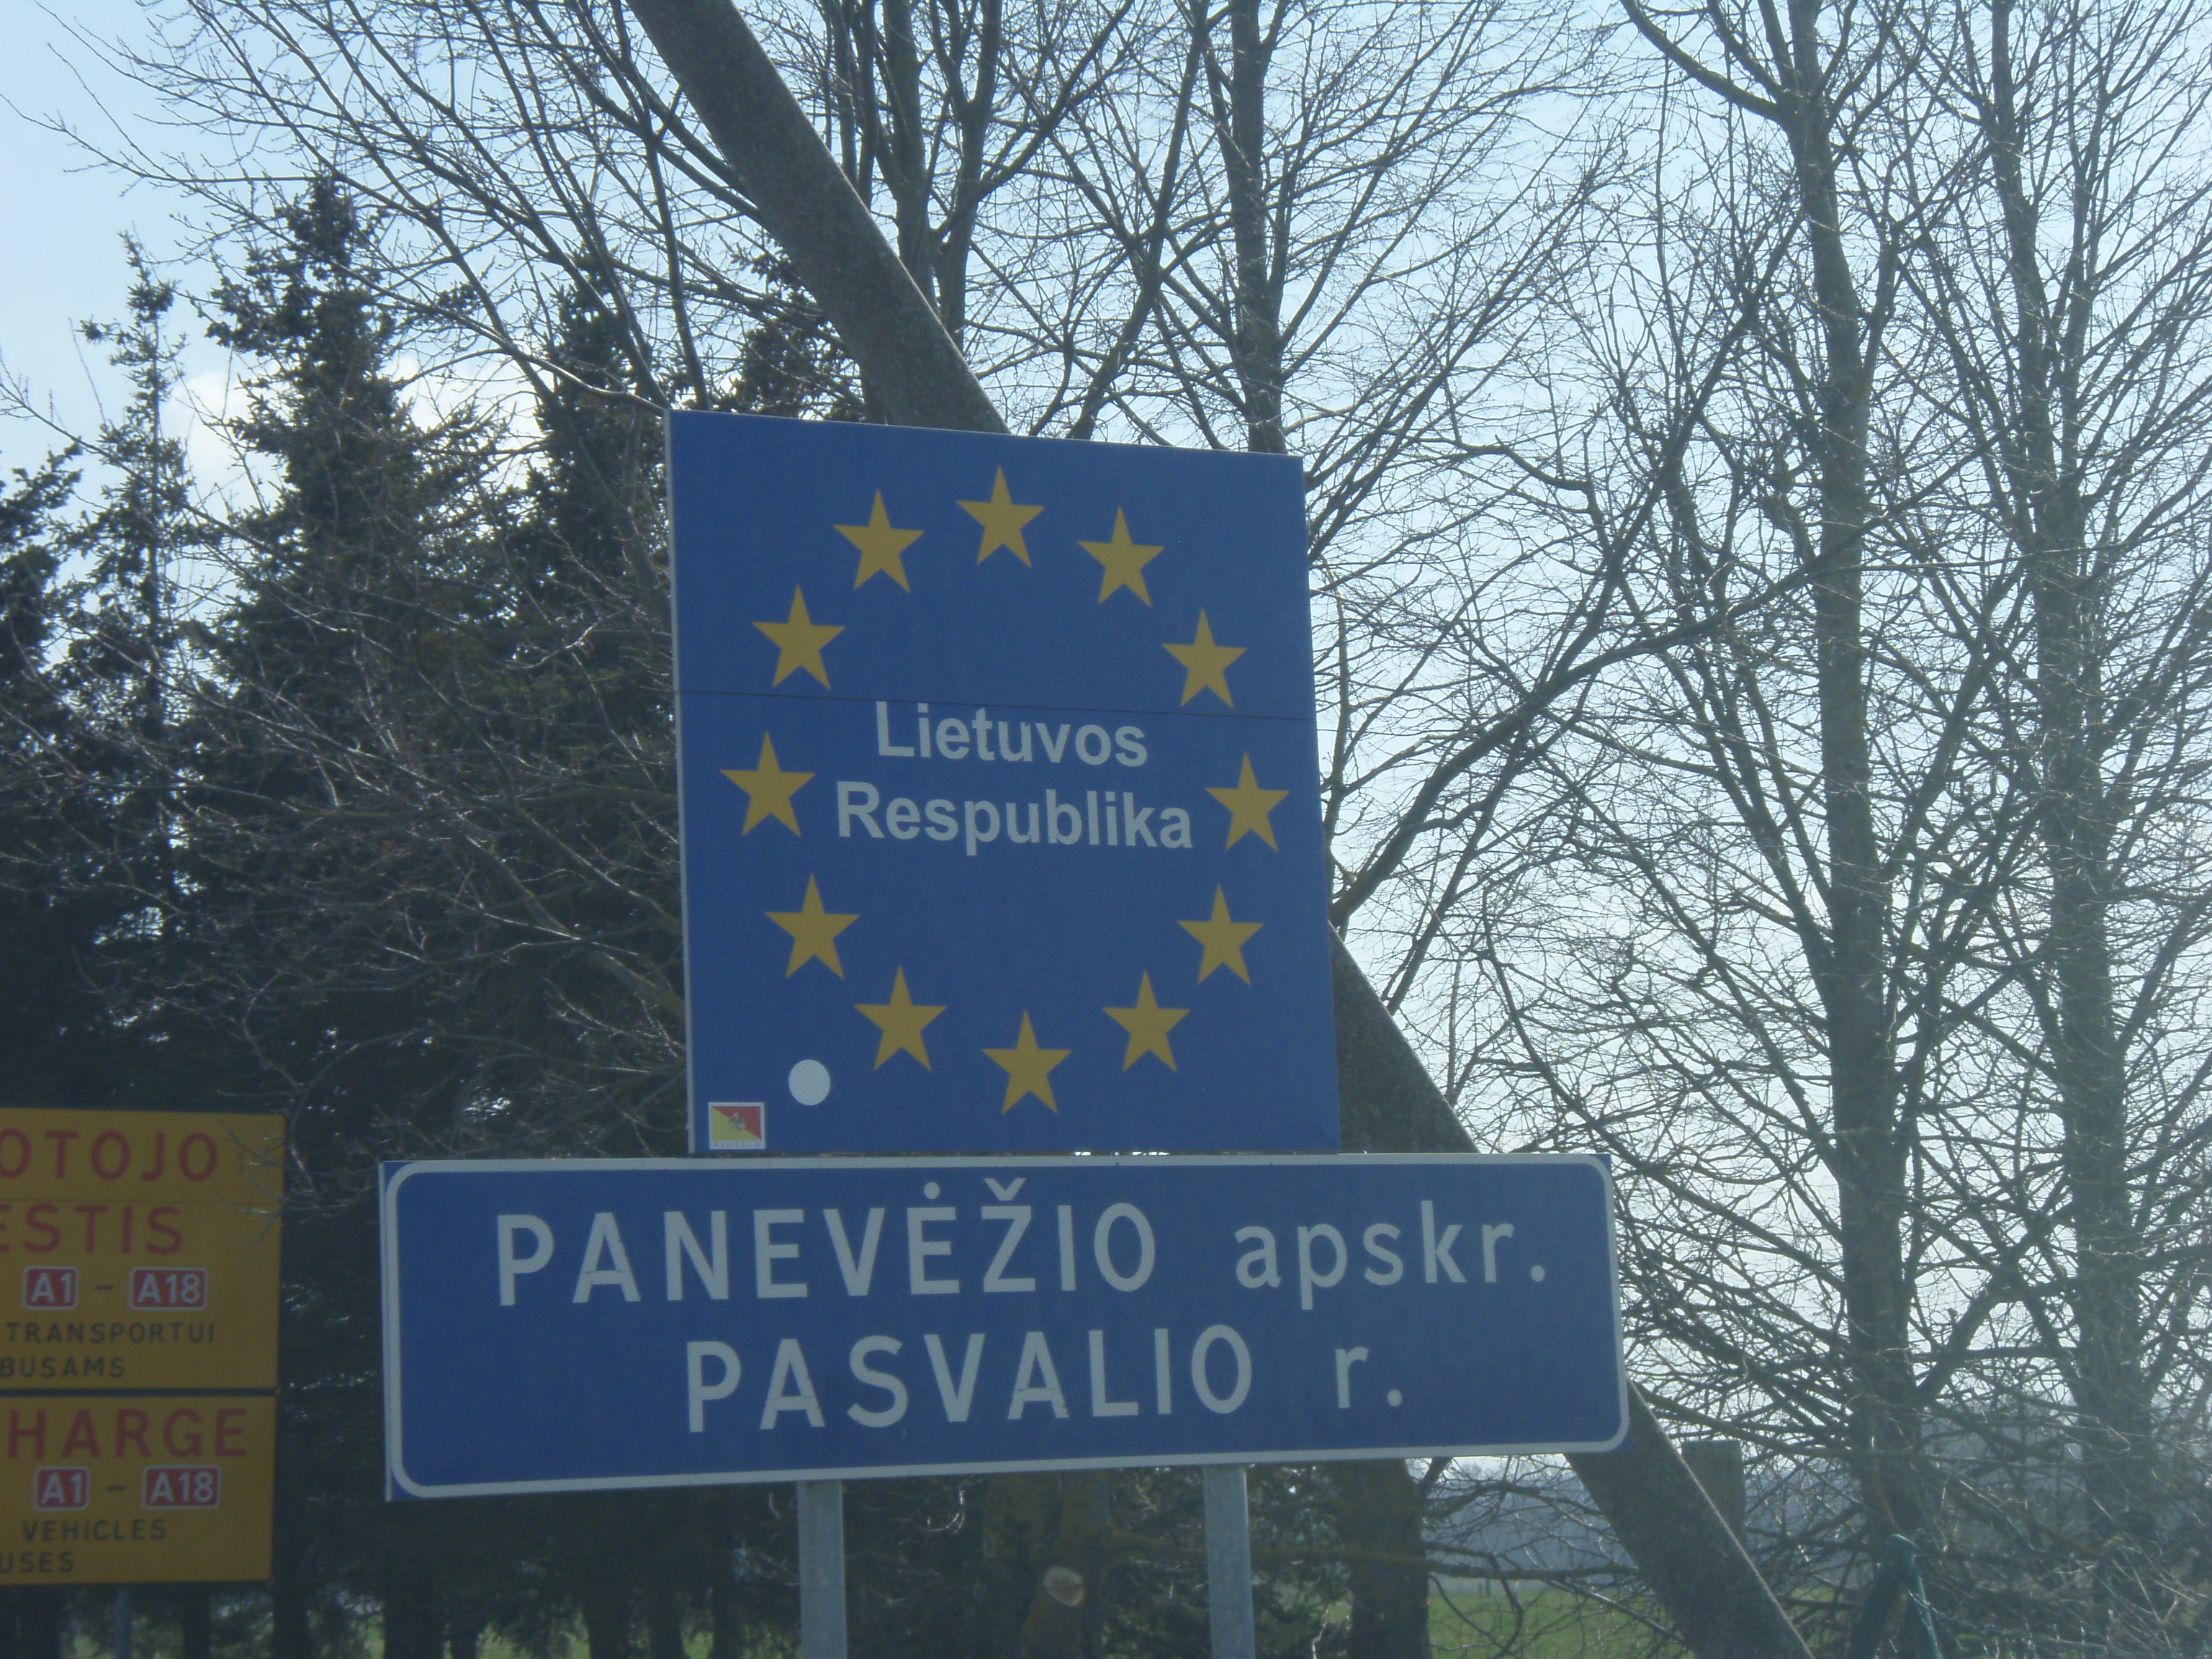 Lietuvos
Respublika
PANEVĖŽIO apskr.
PASVALIO r.
OTOJO
ESTIS
A1 - A18
TRANSPORTUI
BUSAMS
HARGE
A1 - A18
VEHICLES
USES